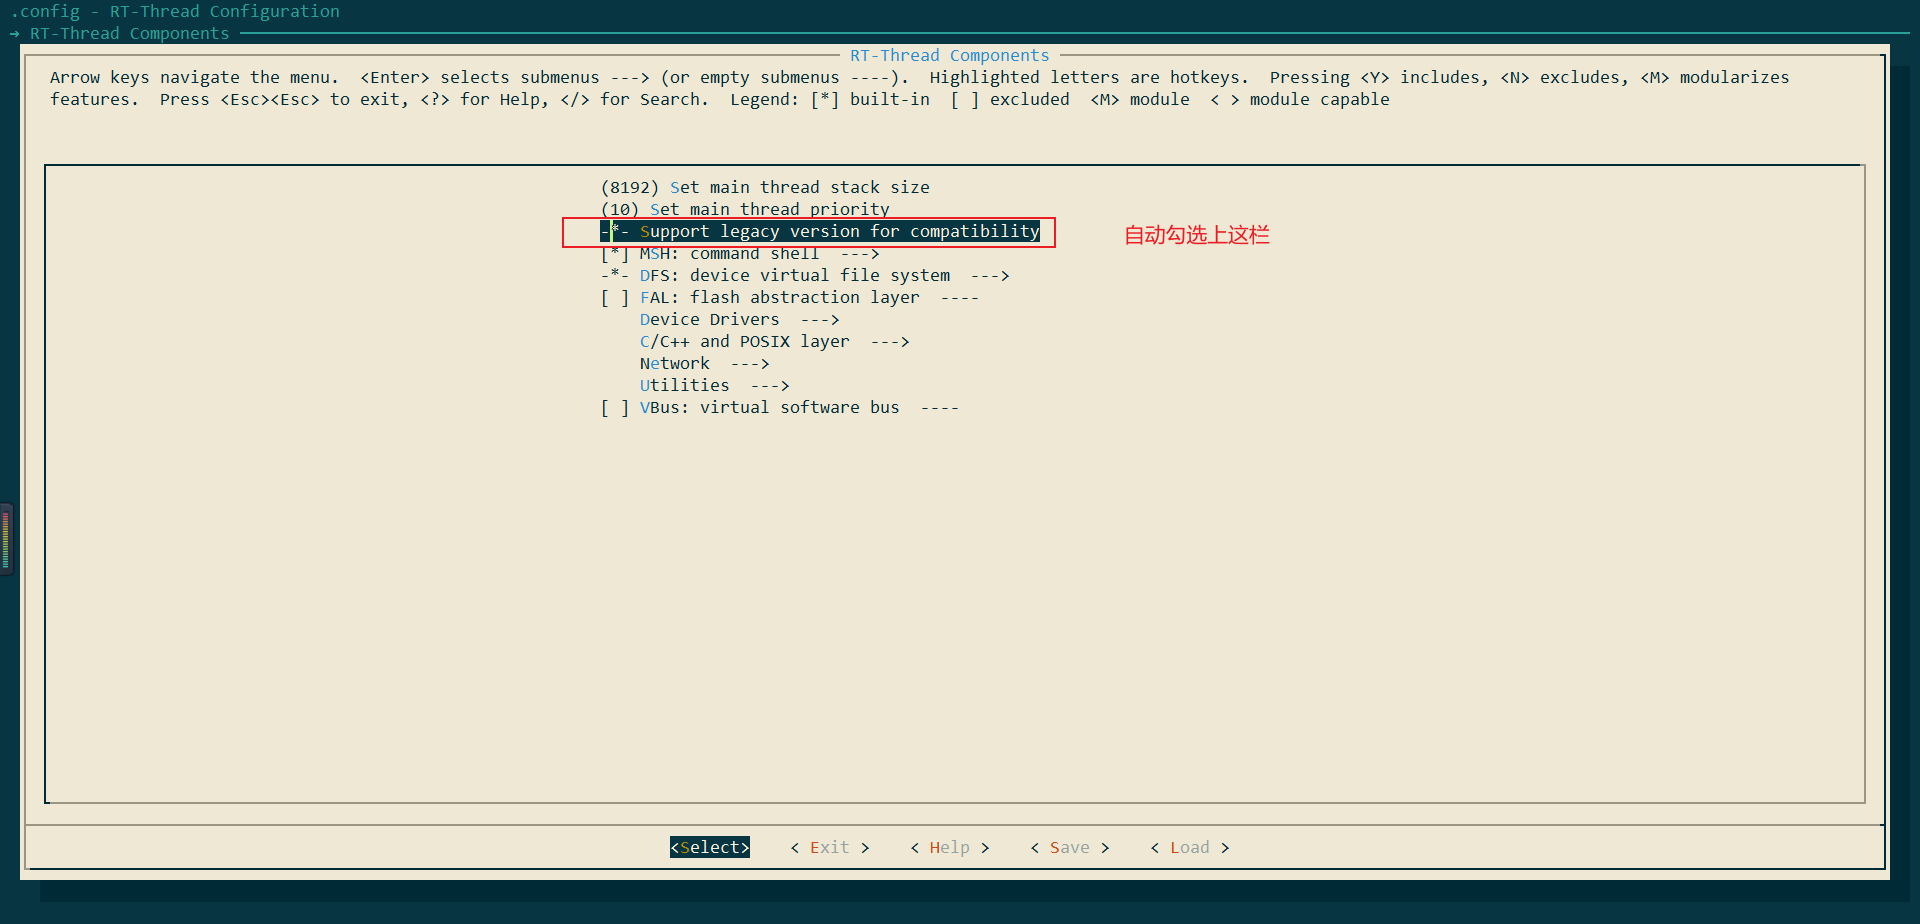 .config - RT-Thread Configuration
→ RT-Thread Components
RT-Thread Components
Arrow keys navigate the menu.  <Enter> selects submenus ---> (or empty submenus ----).  Highlighted letters are hotkeys.  Pressing <Y> includes, <N> excludes, <M> modularizes
features.  Press <Esc><Esc> to exit, <?> for Help, </> for Search.  Legend: [*] built-in  [ ] excluded  <M> module  < > module capable
(8192) Set main thread stack size
(10) Set main thread priority
-*- Support legacy version for compatibility 自动勾选上这栏
[*] MSH: command shell  --->
-*- DFS: device virtual file system  --->
[ ] FAL: flash abstraction layer  ----
Device Drivers  --->
C/C++ and POSIX layer  --->
Network  --->
Utilities  --->
[ ] VBus: virtual software bus  ----
<Select>    < Exit >    < Help >    < Save >    < Load >